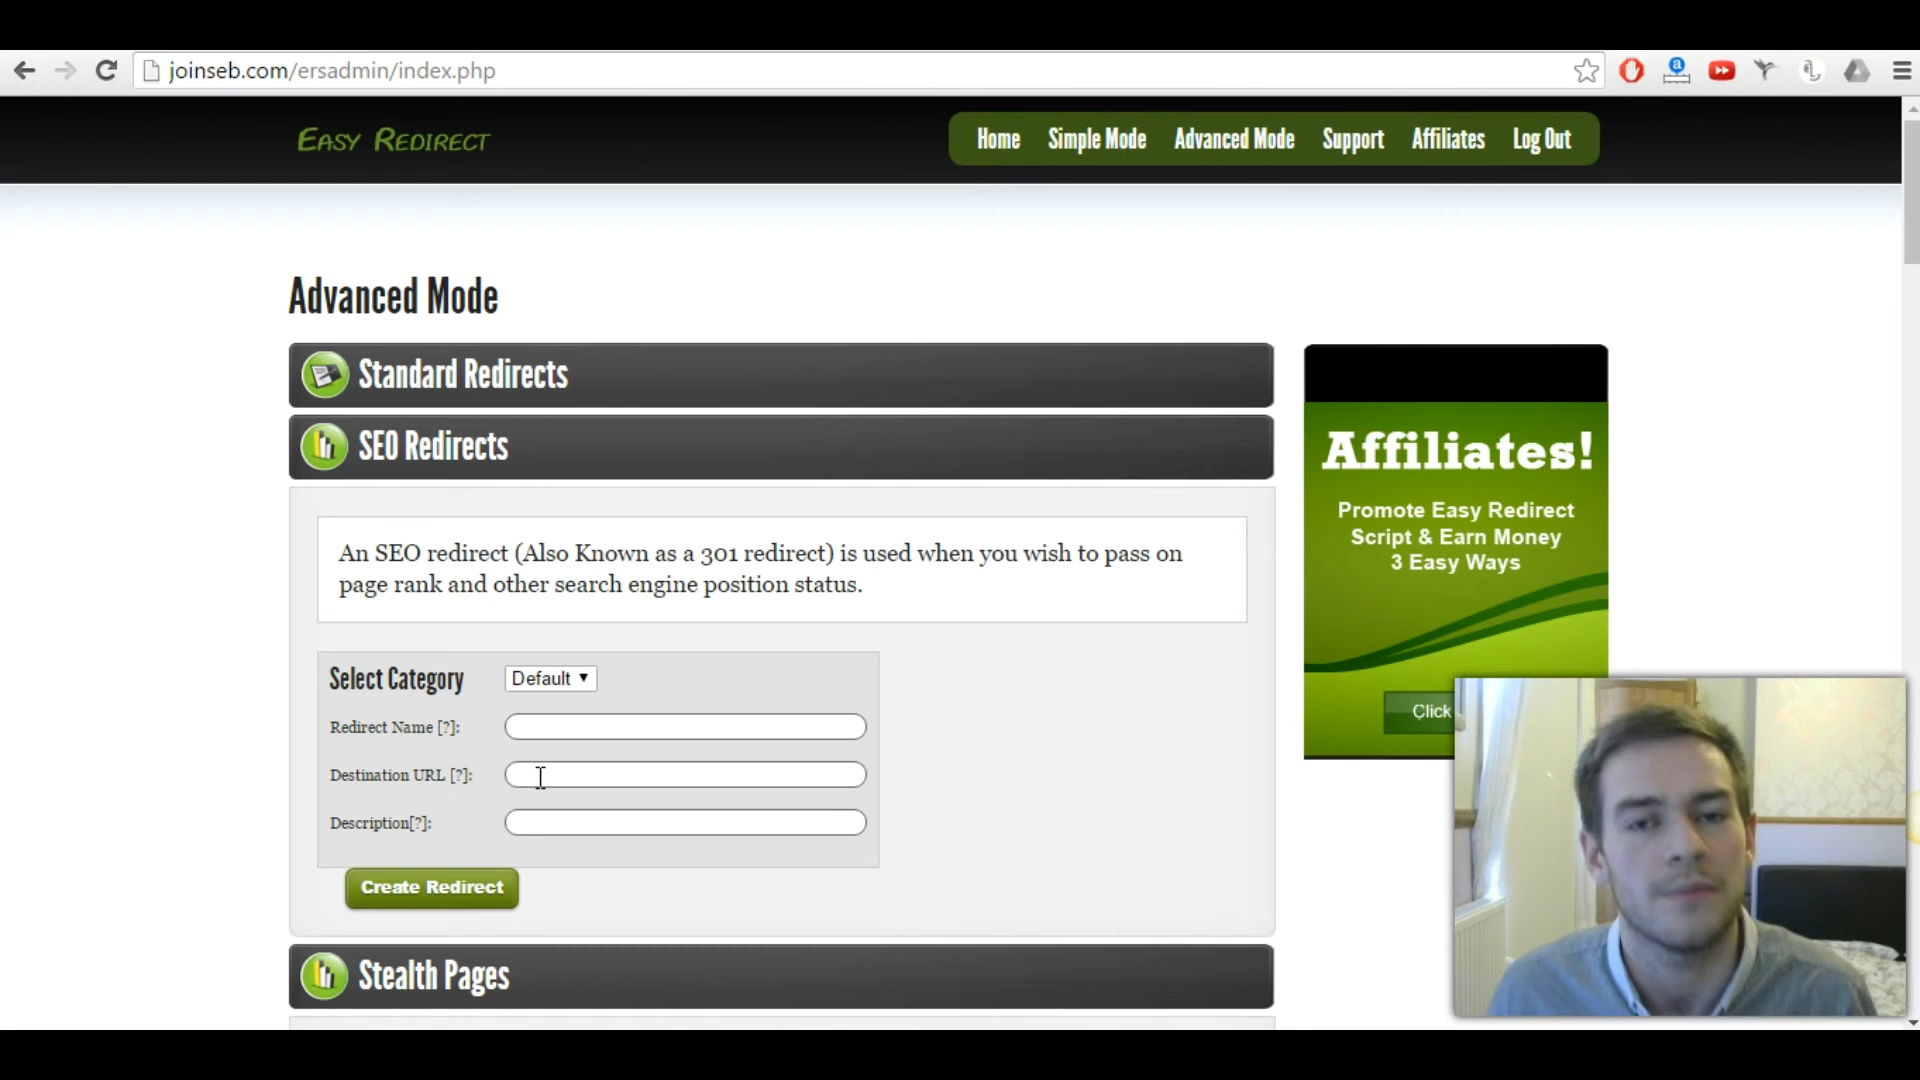 joinseb.com/ersadmin/index.php
Easy Redirect
Home Simple Mode Advanced Mode Support Affiliates Log Out
Advanced Mode
Standard Redirects
SEO Redirects
An SEO redirect (Also Known as a 301 redirect) is used when you wish to pass on
page rank and other search engine position status.
Select Category Default
Redirect Name [?]:
Destination URL [?]:
Description[?]:
Create Redirect
Stealth Pages
Affiliates!
Promote Easy Redirect
Script & Earn Money
3 Easy Ways
Click